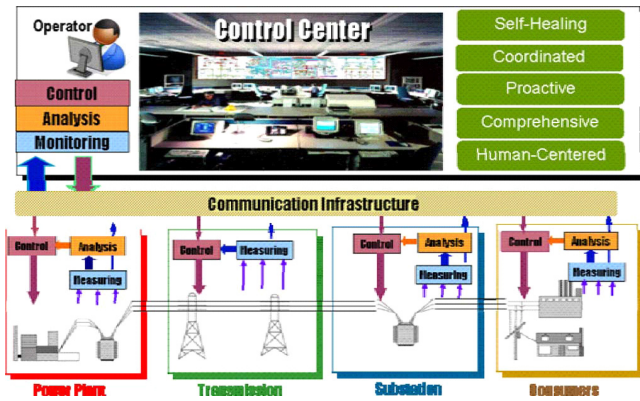 Operator
Control
Analysis
Monitoring
Control Center
Self-Healing
Coordinated
Proactive
Comprehensive
Human-Centered
Communication Infrastructure
Control
Analysis
Measuring
Control
Measuring
Control
Analysis
Measuring
Control
Analysis
Measuring
Power Plant
Transmission
Substation
Consumers